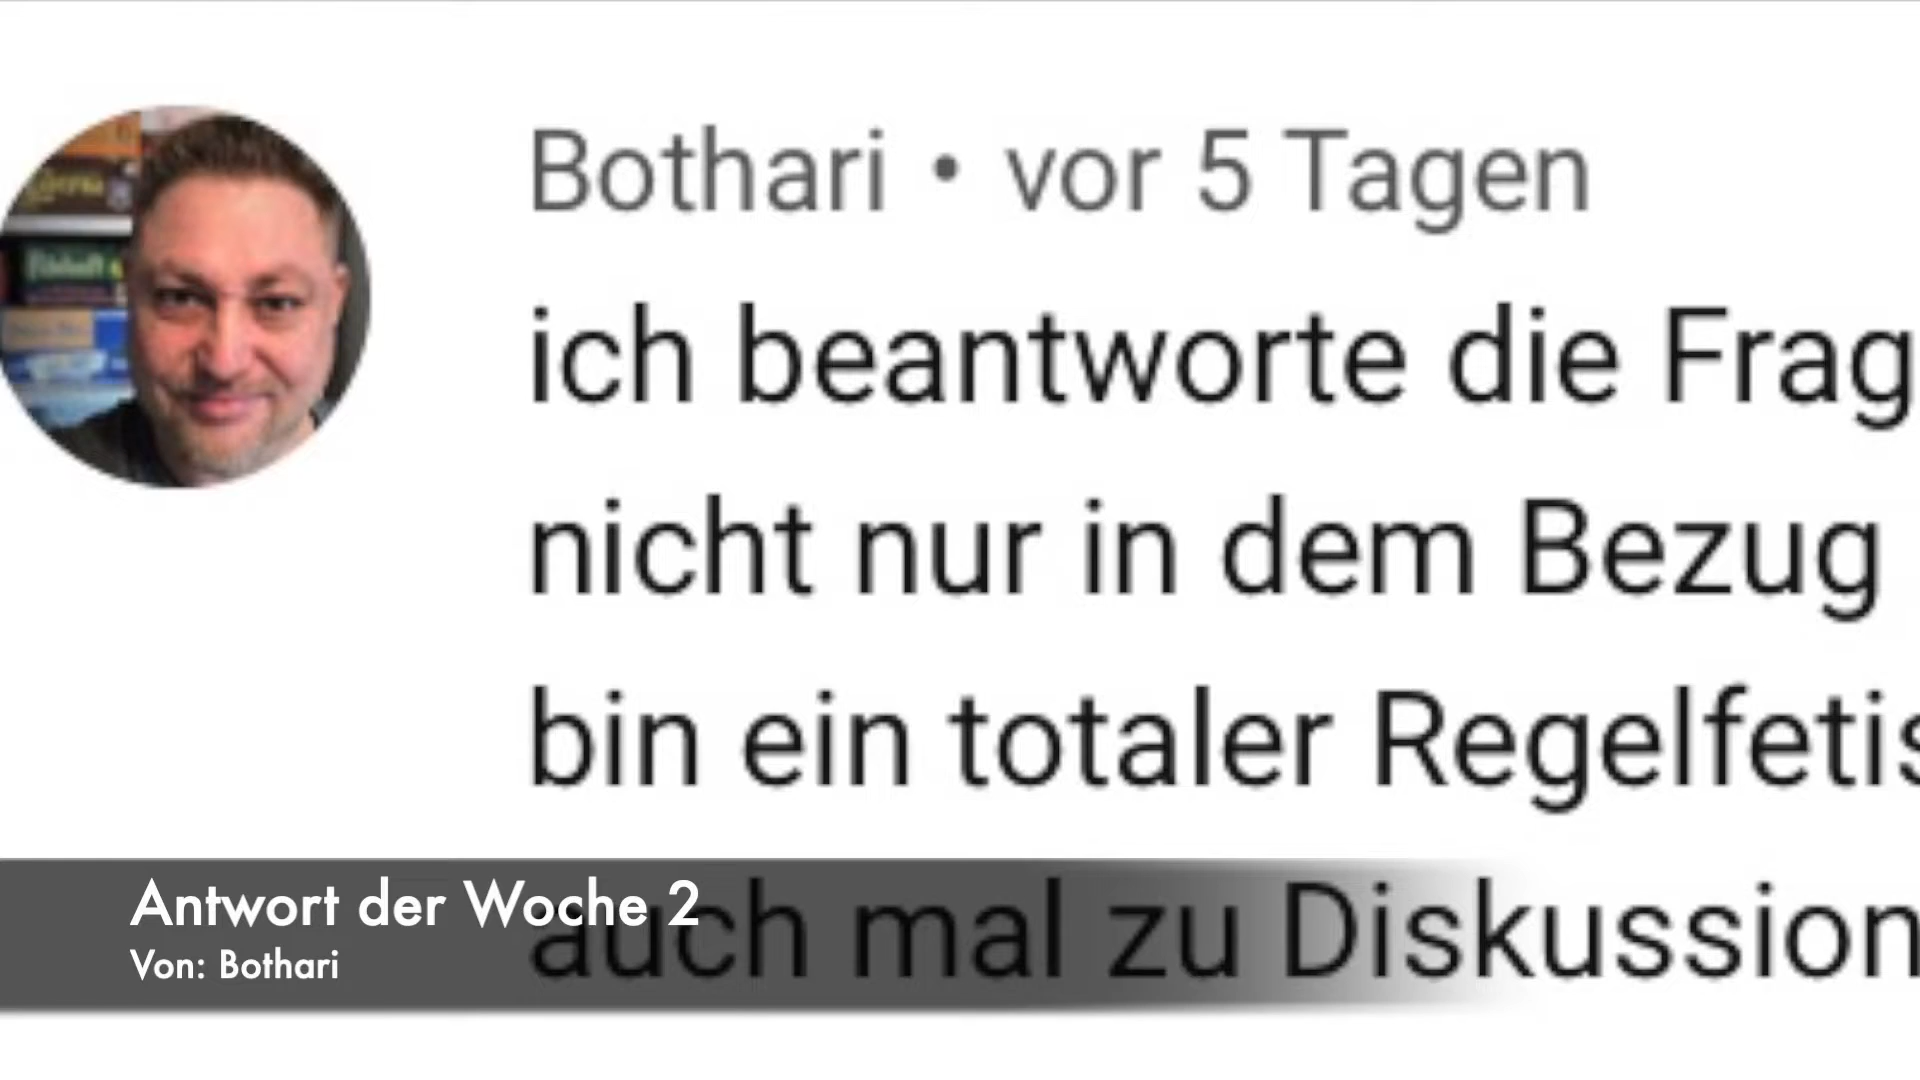 Bothari • vor 5 Tagen
ich beantworte die Frag
nicht nur in dem Bezug
bin ein totaler Regelfetis
auch mal zu Diskussion
Antwort der Woche 2
Von: Bothari